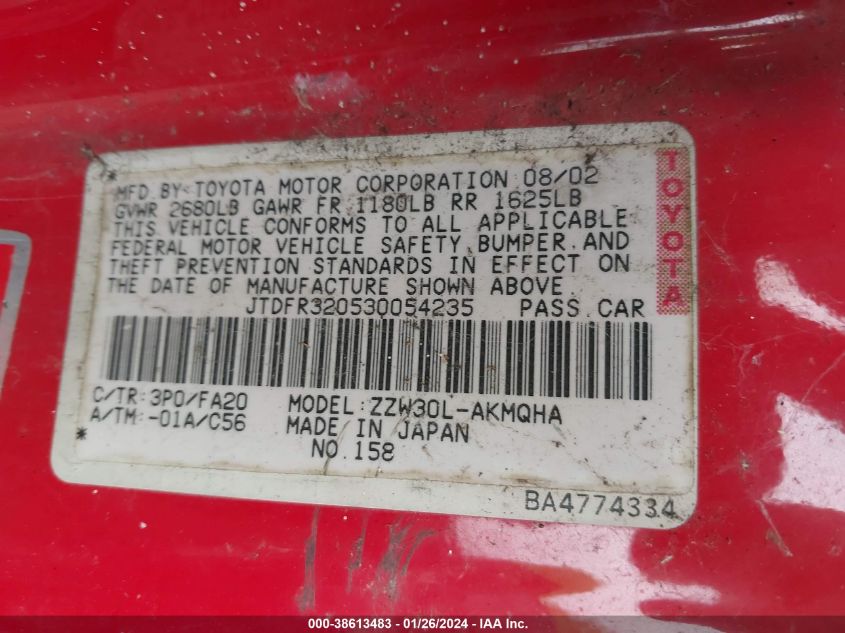 MFD BY: TOYOTA MOTOR CORPORATION 08/02
GVWR 2680LB GAWR FR 1180LB RR 1625LB
THIS VEHICLE CONFORMS TO ALL APPLICABLE
FEDERAL MOTOR VEHICLE SAFETY, BUMPER, AND
THEFT PREVENTION STANDARDS IN EFFECT ON
THE DATE OF MANUFACTURE SHOWN ABOVE
JTDFR320530054235 PASS. CAR
TOYOTA
C/TR: 3P0/FA20 MODEL: ZZW30L-AKMQHA
A/TM: -01A/C56 MADE IN JAPAN
* NO. 158
BA4774334
000-38613483 - 01/26/2024 - IAA Inc.